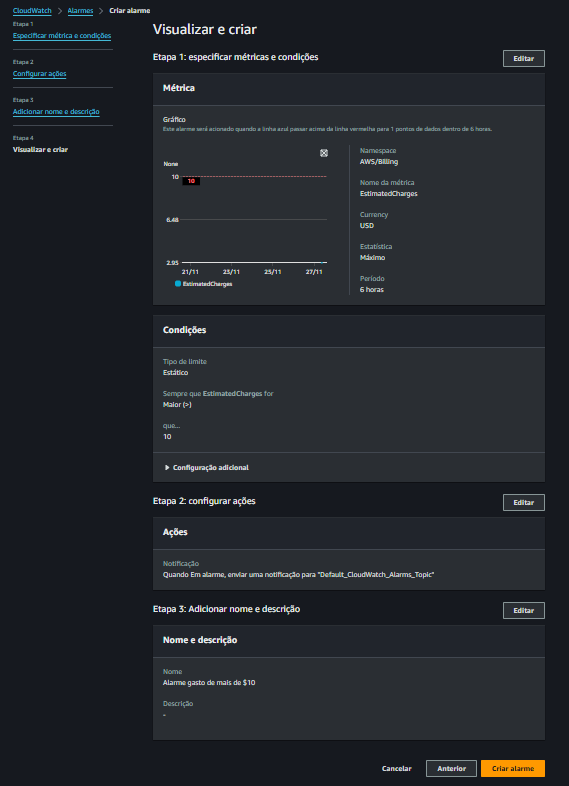 CloudWatch > Alarmes > Criar alarme
Etapa 1
Especificar métrica e condições
Etapa 2
Configurar ações
Etapa 3
Adicionar nome e descrição
Etapa 4
Visualizar e criar
Visualizar e criar
Etapa 1: especificar métricas e condições
Editar
Métrica
Gráfico
Este alarme será acionado quando a linha azul passar acima da linha vermelha para 1 pontos de dados dentro de 6 horas.
None
10
10
6.48
2.95
21/11 23/11 25/11 27/11
EstimatedCharges
Namespace
AWS/Billing
Nome da métrica
EstimatedCharges
Currency
USD
Estatística
Máximo
Período
6 horas
Condições
Tipo de limite
Estático
Sempre que EstimatedCharges for
Maior (>)
que...
10
Configuração adicional
Etapa 2: configurar ações
Editar
Ações
Notificação
Quando Em alarme, enviar uma notificação para "Default_CloudWatch_Alarms_Topic"
Etapa 3: Adicionar nome e descrição
Editar
Nome e descrição
Nome
Alarme gasto de mais de $10
Descrição
-
Cancelar
Anterior
Criar alarme